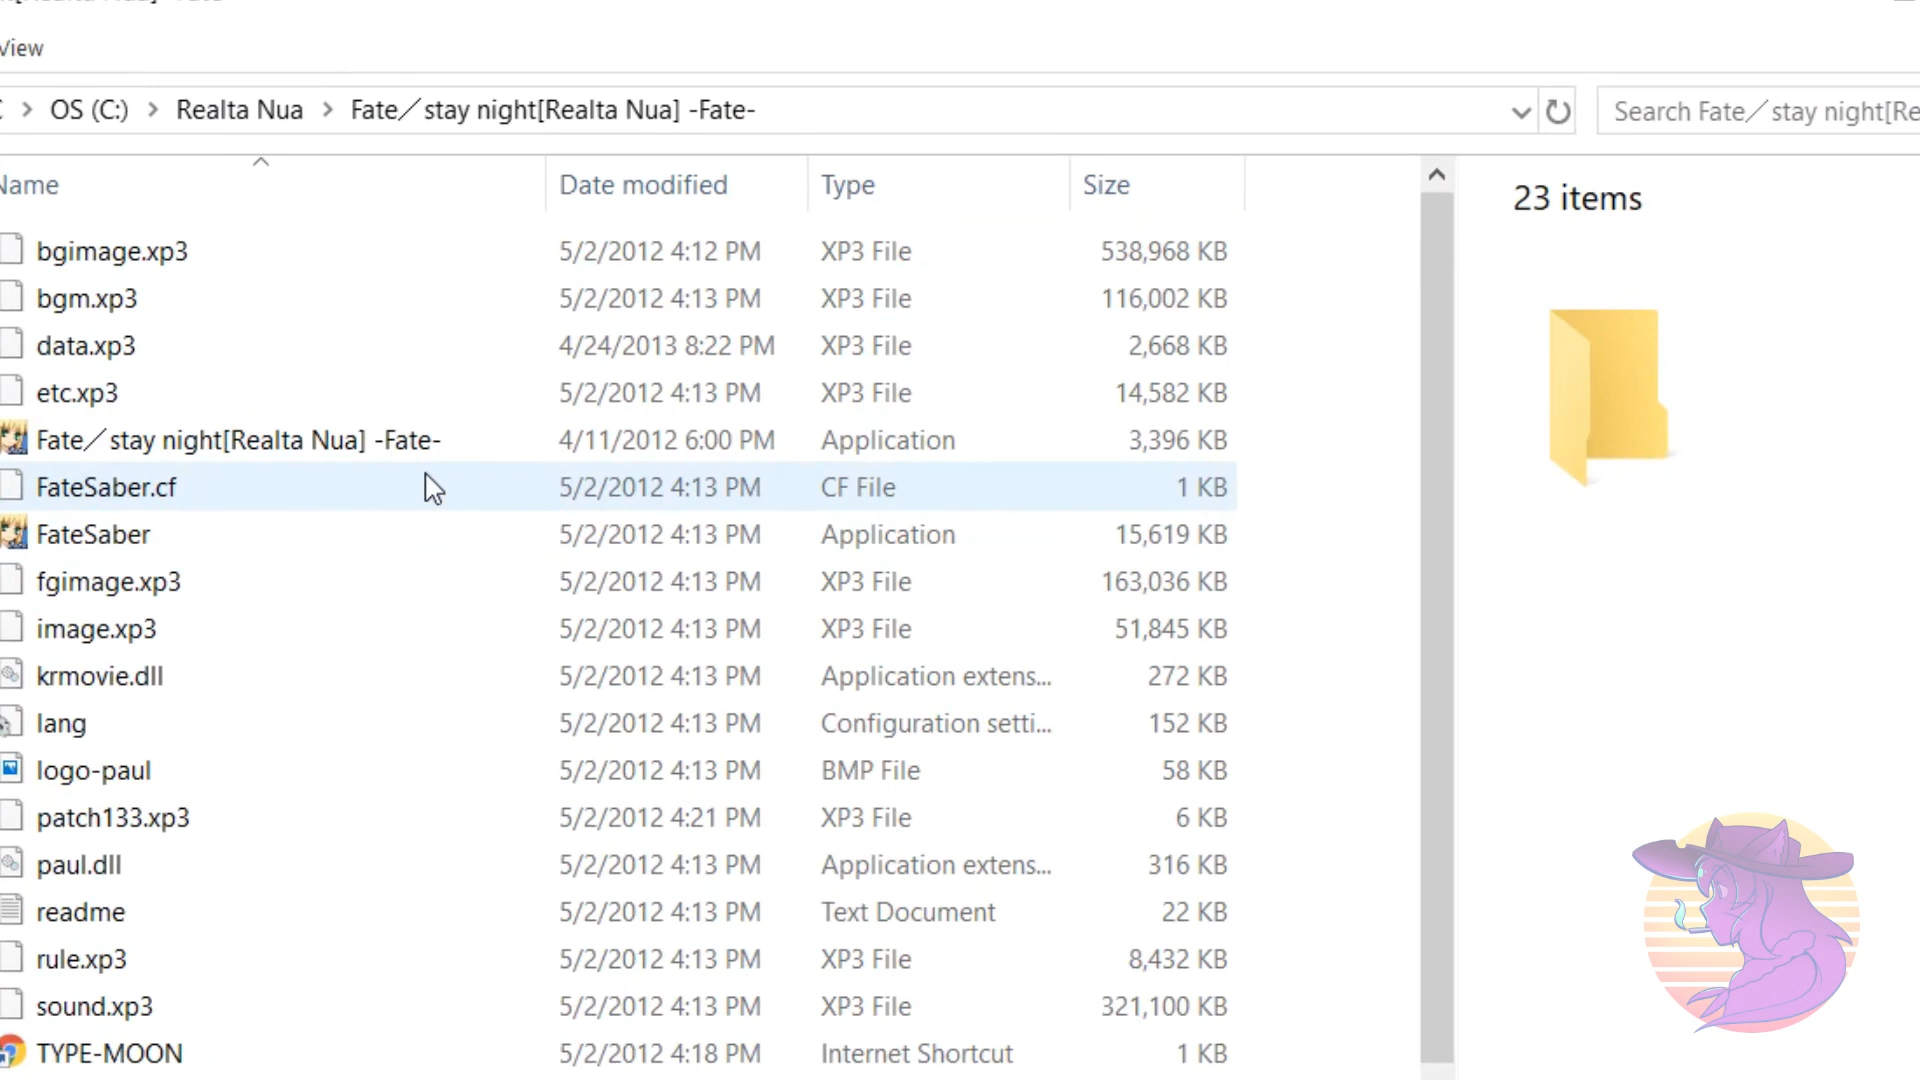 View
OS (C:) > Realta Nua > Fate／stay night[Realta Nua] -Fate-
Search Fate／stay night[Re
Name Date modified Type Size
23 items
bgimage.xp3 5/2/2012 4:12 PM XP3 File 538,968 KB
bgm.xp3 5/2/2012 4:13 PM XP3 File 116,002 KB
data.xp3 4/24/2013 8:22 PM XP3 File 2,668 KB
etc.xp3 5/2/2012 4:13 PM XP3 File 14,582 KB
Fate／stay night[Realta Nua] -Fate- 4/11/2012 6:00 PM Application 3,396 KB
FateSaber.cf 5/2/2012 4:13 PM CF File 1 KB
FateSaber 5/2/2012 4:13 PM Application 15,619 KB
fgimage.xp3 5/2/2012 4:13 PM XP3 File 163,036 KB
image.xp3 5/2/2012 4:13 PM XP3 File 51,845 KB
krmovie.dll 5/2/2012 4:13 PM Application extens... 272 KB
lang 5/2/2012 4:13 PM Configuration setti... 152 KB
logo-paul 5/2/2012 4:13 PM BMP File 58 KB
patch133.xp3 5/2/2012 4:21 PM XP3 File 6 KB
paul.dll 5/2/2012 4:13 PM Application extens... 316 KB
readme 5/2/2012 4:13 PM Text Document 22 KB
rule.xp3 5/2/2012 4:13 PM XP3 File 8,432 KB
sound.xp3 5/2/2012 4:13 PM XP3 File 321,100 KB
TYPE-MOON 5/2/2012 4:18 PM Internet Shortcut 1 KB